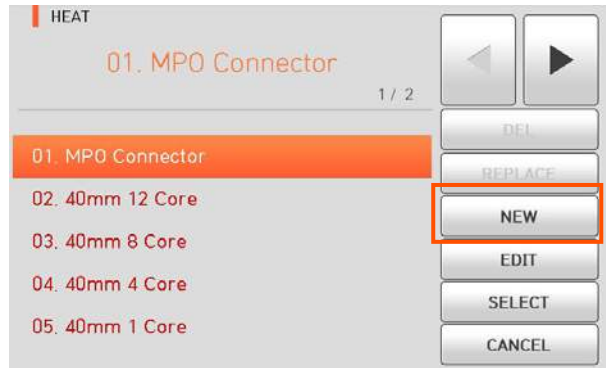 HEAT
01. MPO Connector
1 / 2
01. MPO Connector
02. 40mm 12 Core
03. 40mm 8 Core
04. 40mm 4 Core
05. 40mm 1 Core
DEL
REPLACE
NEW
EDIT
SELECT
CANCEL